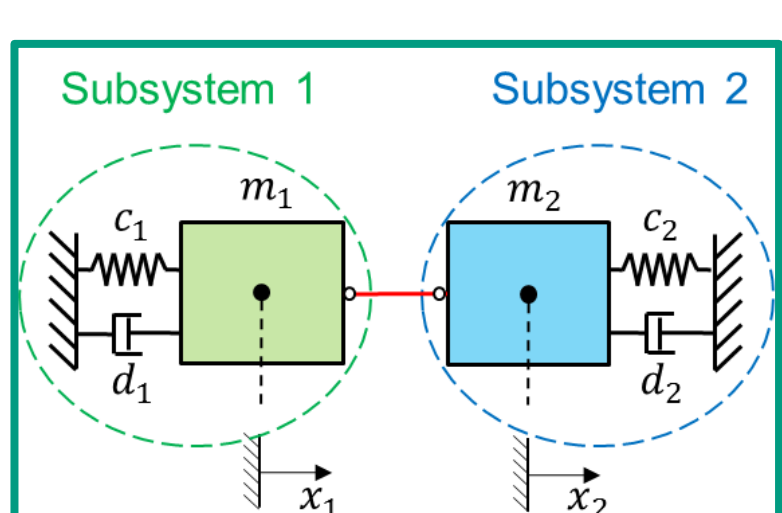 Subsystem 1 Subsystem 2
m₁ m₂
c₁ c₂
d₁ d₂
x₁ x₂